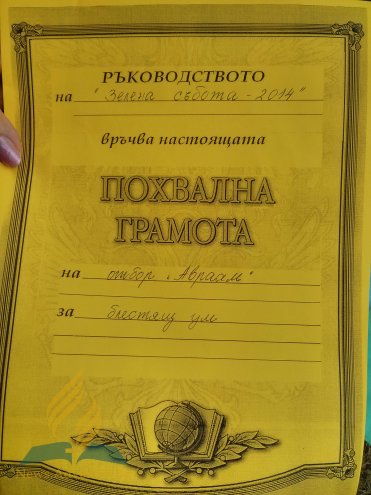 РЪКОВОДСТВОТО
на "Зелена събота - 2014"
връчва настоящата
ПОХВАЛНА
ГРАМОТА
на отбор „Авраам"
за блестящ ум